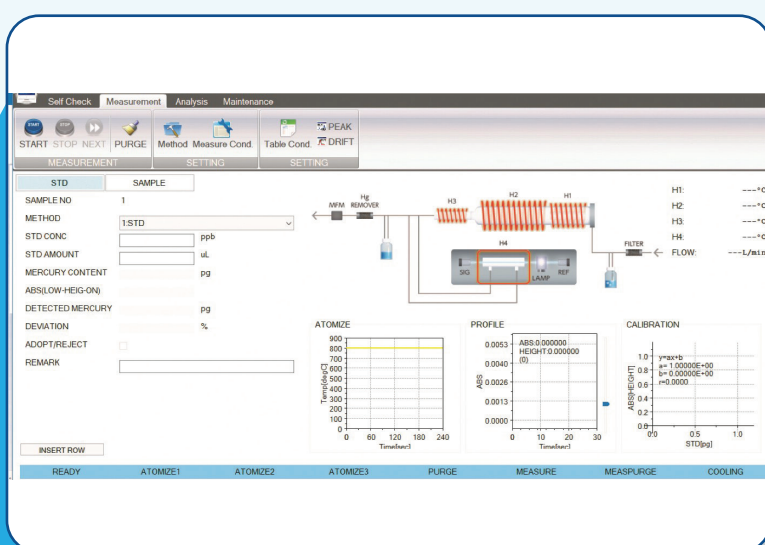 Self Check Measurement Analysis Maintenance
START STOP NEXT PURGE Method Measure Cond. Table Cond. PEAK
DRIFT
MEASUREMENT SETTING SETTING
STD SAMPLE
SAMPLE NO 1
METHOD 1:STD
STD CONC ppb
STD AMOUNT uL
MERCURY CONTENT pg
ABS(LOW-HEIG-ON)
DETECTED MERCURY pg
DEVIATION %
ADOPT/REJECT
REMARK
INSERT ROW
MFM Hg
REMOVER
H3 H2 H1
H4
SIG LAMP REF
FILTER
H1: ---°C
H2: ---°C
H3: ---°C
H4: ---°C
FLOW: ---L/min
ATOMIZE
Temp[degC]
900
800
700
600
500
400
300
200
100
0
0 60 120 180 240
Time[sec]
PROFILE
ABS
ABS:0.000000
HEIGHT:0.000000
(0)
0.0053
0.0040
0.0026
0.0013
0.0000
0 10 20 30
Time[sec]
CALIBRATION
ABS[HEIGHT]
y=ax+b
a= 1.00000E+00
b= 0.00000E+00
r=0.0000
1.0
0.8
0.6
0.4
0.2
0.0
0.0 0.5 1.0
STD[pg]
READY ATOMIZE1 ATOMIZE2 ATOMIZE3 PURGE MEASURE MEASPURGE COOLING